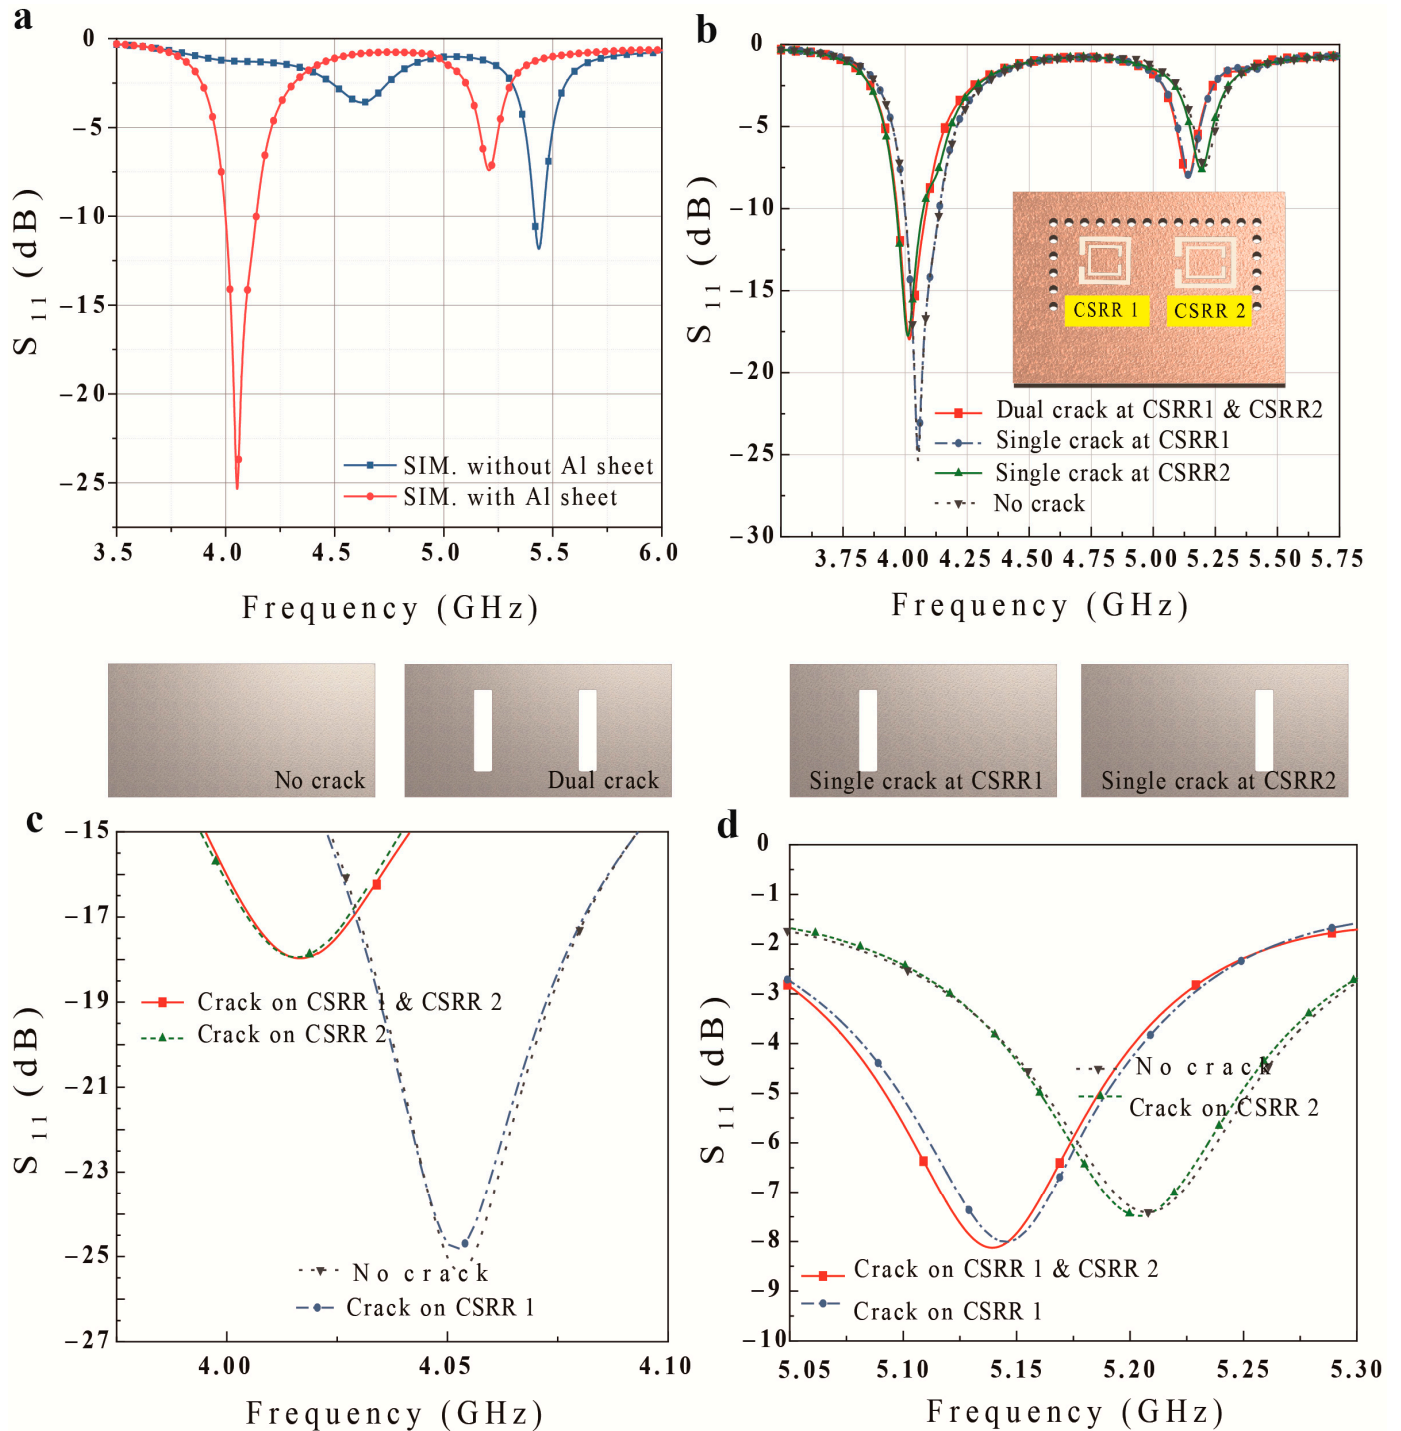 a
0
−5
−10
−15
−20
−25
S 11 (dB)
SIM. without Al sheet
SIM. with Al sheet
3.5 4.0 4.5 5.0 5.5 6.0
Frequency (GHz)
b
0
−5
−10
−15
−20
−25
−30
S 11 (dB)
CSRR 1 CSRR 2
Dual crack at CSRR1 & CSRR2
Single crack at CSRR1
Single crack at CSRR2
No crack
3.75 4.00 4.25 4.50 4.75 5.00 5.25 5.50 5.75
Frequency (GHz)
No crack
Dual crack
Single crack at CSRR1
Single crack at CSRR2
c
−15
−17
−19
−21
−23
−25
−27
S 11 (dB)
Crack on CSRR 1 & CSRR 2
Crack on CSRR 2
No crack
Crack on CSRR 1
4.00 4.05 4.10
Frequency (GHz)
d
0
−1
−2
−3
−4
−5
−6
−7
−8
−9
−10
S 11 (dB)
No crack
Crack on CSRR 2
Crack on CSRR 1 & CSRR 2
Crack on CSRR 1
5.05 5.10 5.15 5.20 5.25 5.30
Frequency (GHz)